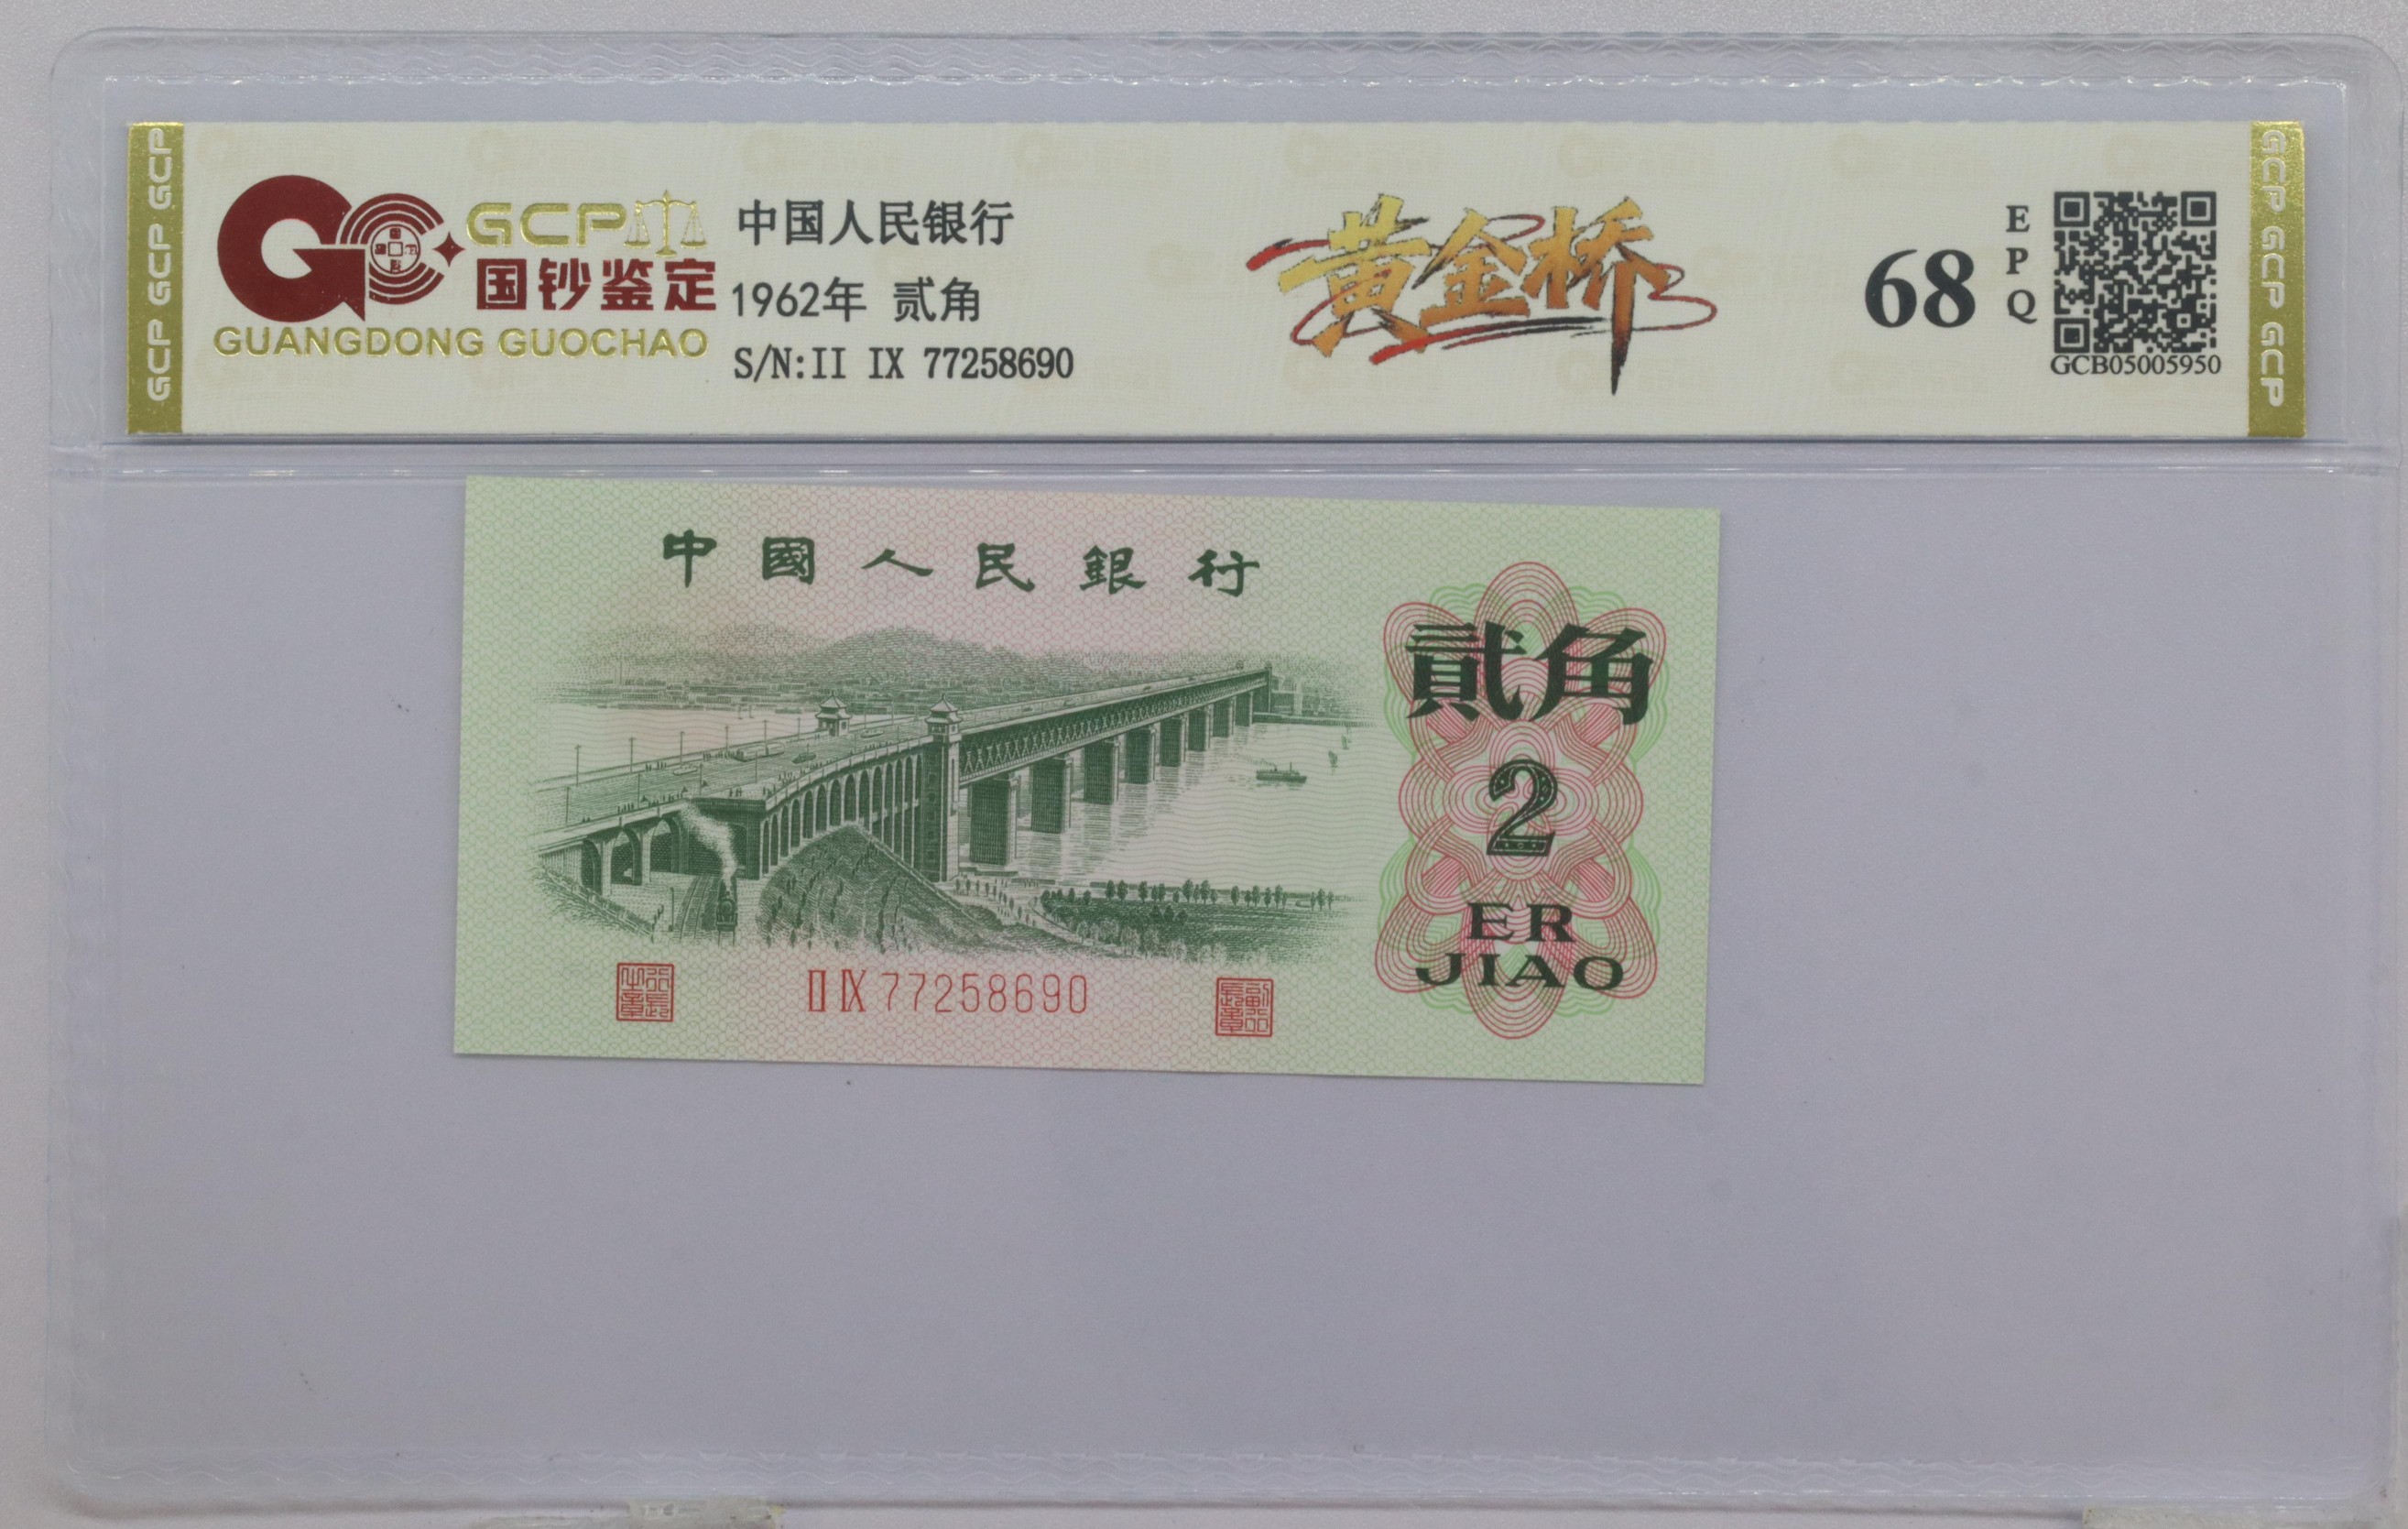 GCP GCP GCP
GCP
国钞鉴定
GUANGDONG GUOCHAO
中国人民银行
1962年 贰角
S/N:II IX 77258690
黄金桥
68
EPQ
GCB05005950
GCP GCP GCP
中國人民銀行
貳角
2
ER
JIAO
II IX 77258690